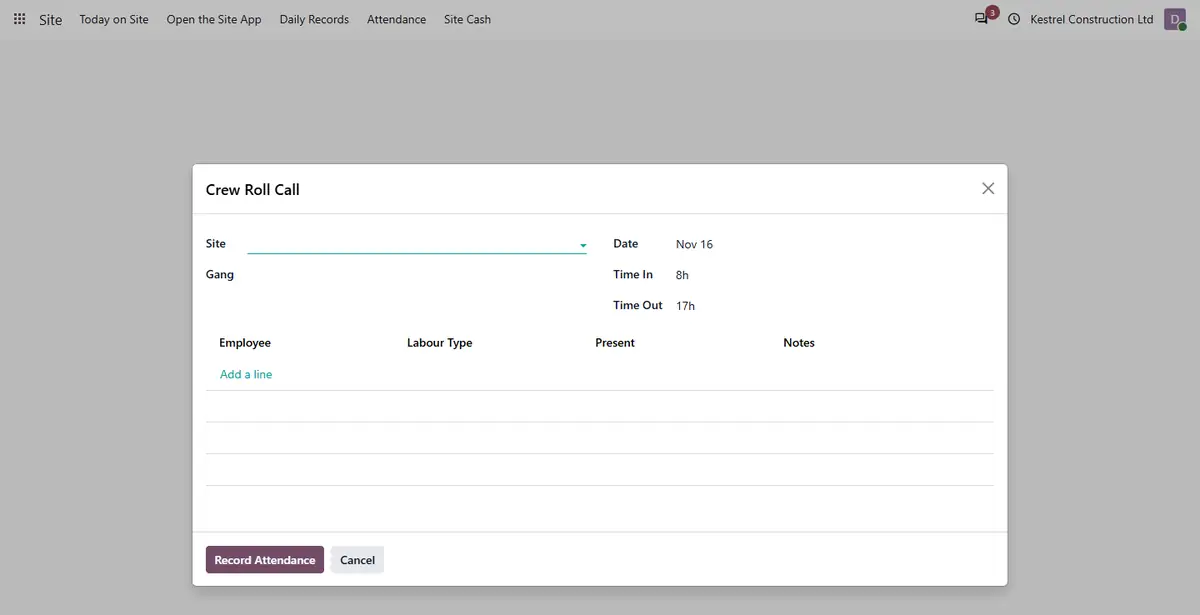 Site Today on Site Open the Site App Daily Records Attendance Site Cash 3 Kestrel Construction Ltd D
Crew Roll Call
Site Date Nov 16
Gang Time In 8h
Time Out 17h
Employee Labour Type Present Notes
Add a line
Record Attendance Cancel